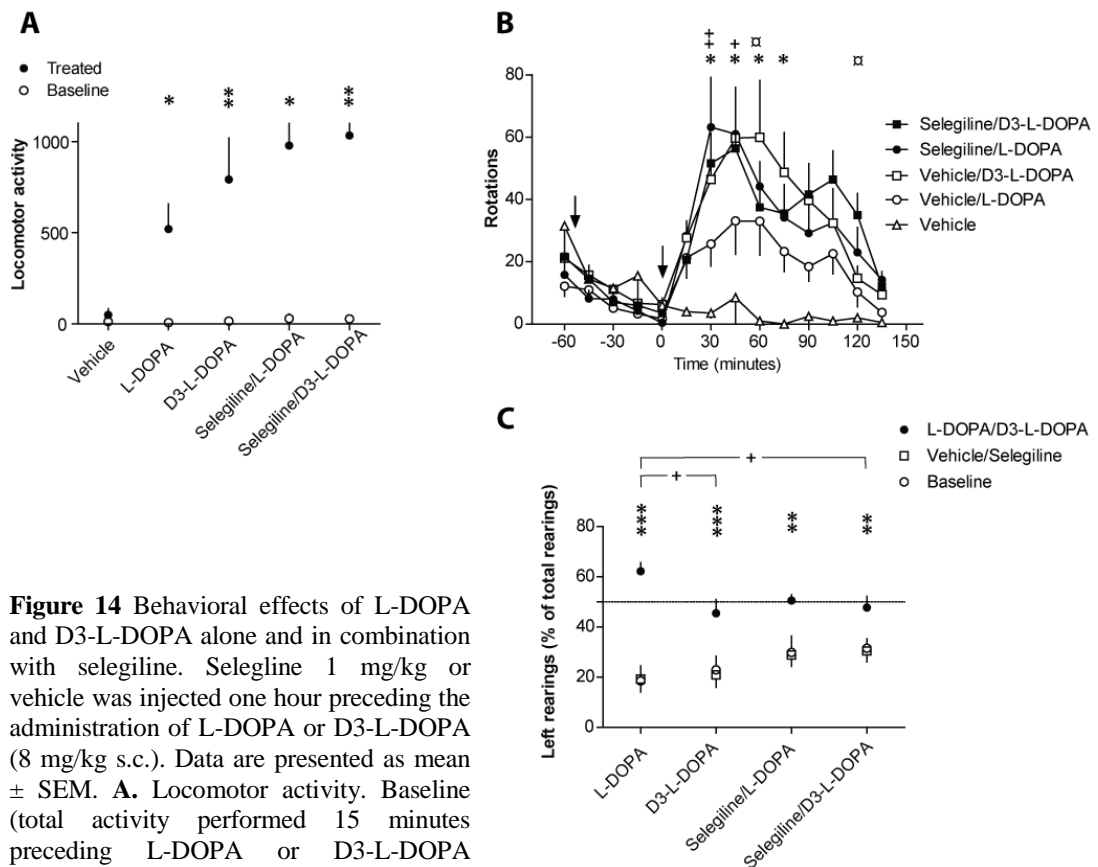 A
Treated
Baseline
* ** * **
1000
500
0
Locomotor activity
Vehicle
L-DOPA
D3-L-DOPA
Selegiline/L-DOPA
Selegiline/D3-L-DOPA
B
‡ + ¤ ¤
* * * *
80
60
40
20
0
Rotations
-60 -30 0 30 60 90 120 150
Time (minutes)
Selegiline/D3-L-DOPA
Selegiline/L-DOPA
Vehicle/D3-L-DOPA
Vehicle/L-DOPA
Vehicle
C
L-DOPA/D3-L-DOPA
Vehicle/Selegiline
Baseline
+
+
*** *** ** **
80
60
40
20
0
Left rearings (% of total rearings)
L-DOPA
D3-L-DOPA
Selegiline/L-DOPA
Selegiline/D3-L-DOPA
Figure 14 Behavioral effects of L-DOPA
and D3-L-DOPA alone and in combination
with selegiline. Selegline 1 mg/kg or
vehicle was injected one hour preceding the
administration of L-DOPA or D3-L-DOPA
(8 mg/kg s.c.). Data are presented as mean
± SEM. A. Locomotor activity. Baseline
(total activity performed 15 minutes
preceding L-DOPA or D3-L-DOPA